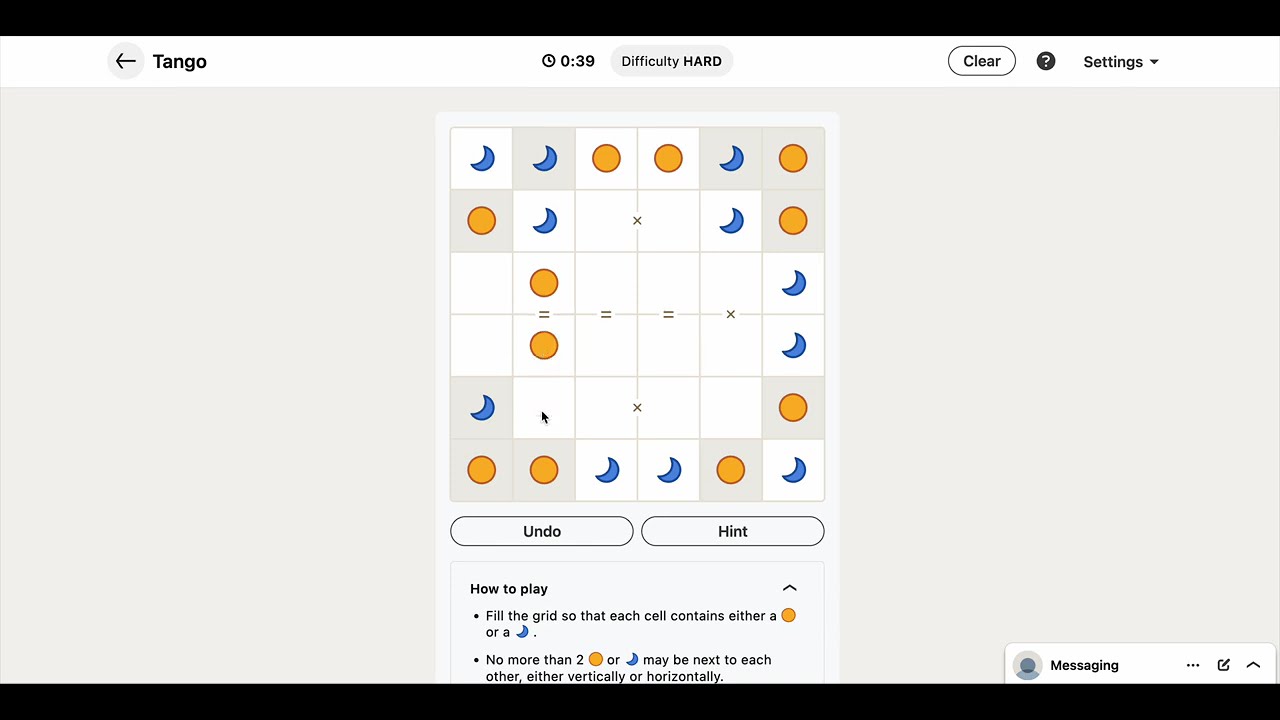 Tango
0:39
Difficulty HARD
Clear
?
Settings
×
= = = ×
×
Undo
Hint
How to play
• Fill the grid so that each cell contains either a
or a .
• No more than 2 or may be next to each
other, either vertically or horizontally.
Messaging